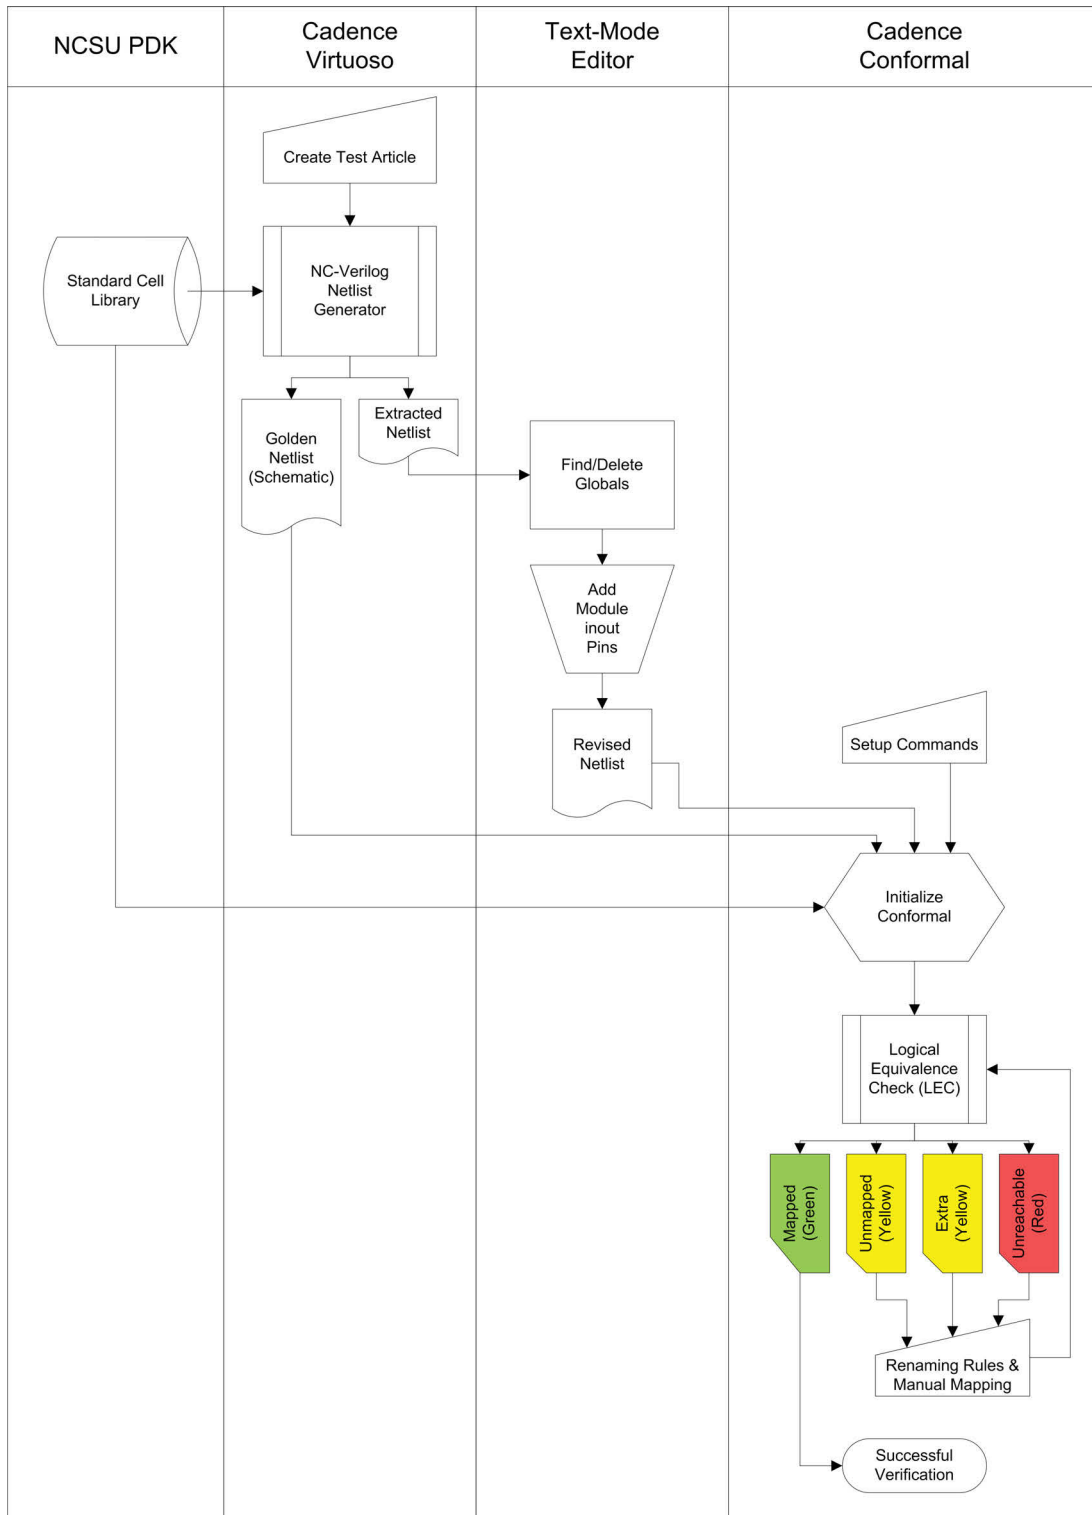 NCSU PDK
Cadence
Virtuoso
Text-Mode
Editor
Cadence
Conformal
Create Test Article
Standard Cell
Library
NC-Verilog
Netlist
Generator
Golden
Netlist
(Schematic)
Extracted
Netlist
Find/Delete
Globals
Add
Module
inout
Pins
Revised
Netlist
Setup Commands
Initialize
Conformal
Logical
Equivalence
Check (LEC)
Mapped
(Green)
Unmapped
(Yellow)
Extra
(Yellow)
Unreachable
(Red)
Renaming Rules &
Manual Mapping
Successful
Verification